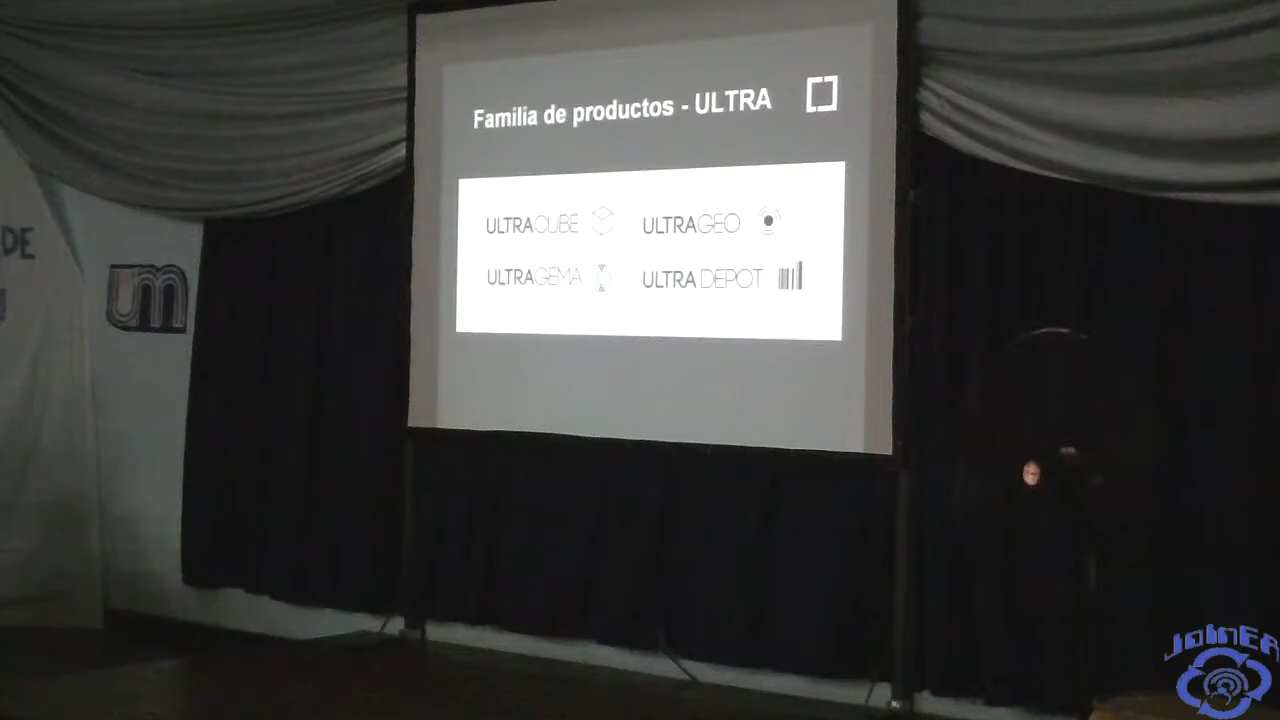 Familia de productos - ULTRA
ULTRACUBE
ULTRAGEO
ULTRAGEMA
ULTRA DEPOT
DE
um
JoinEA